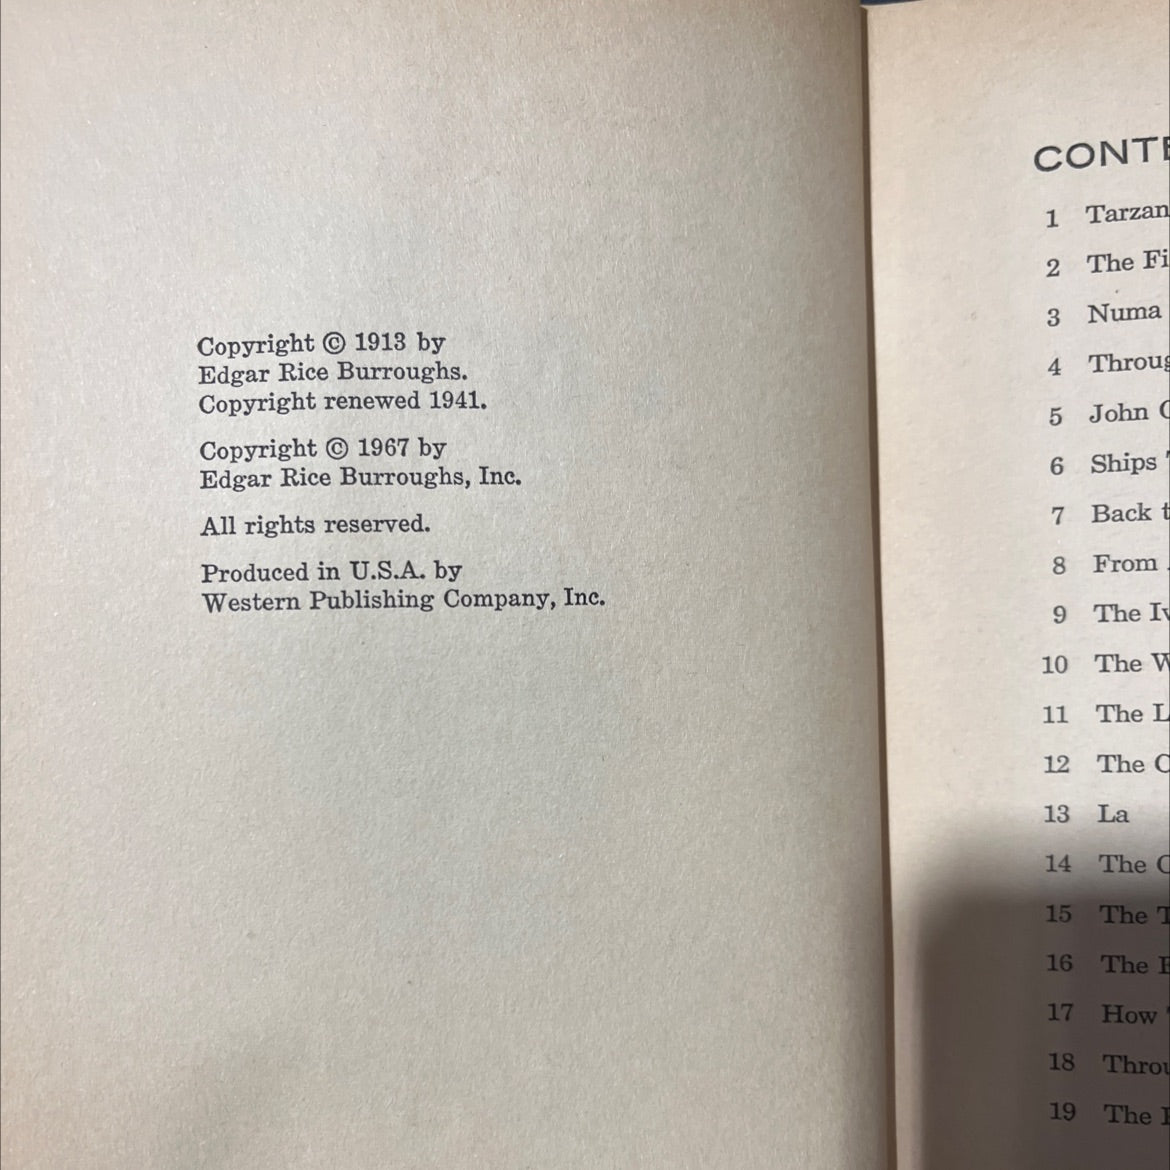 Copyright © 1913 by
Edgar Rice Burroughs.
Copyright renewed 1941.
Copyright © 1967 by
Edgar Rice Burroughs, Inc.
All rights reserved.
Produced in U.S.A. by
Western Publishing Company, Inc.
1 Tarzan
2 The
3 Numa
4
5 John
6 Ships
7 Back
8 From
9 The
10 The
11 The
12 The
13 La
14 The
15 The
16 The
17 How
18
19 The